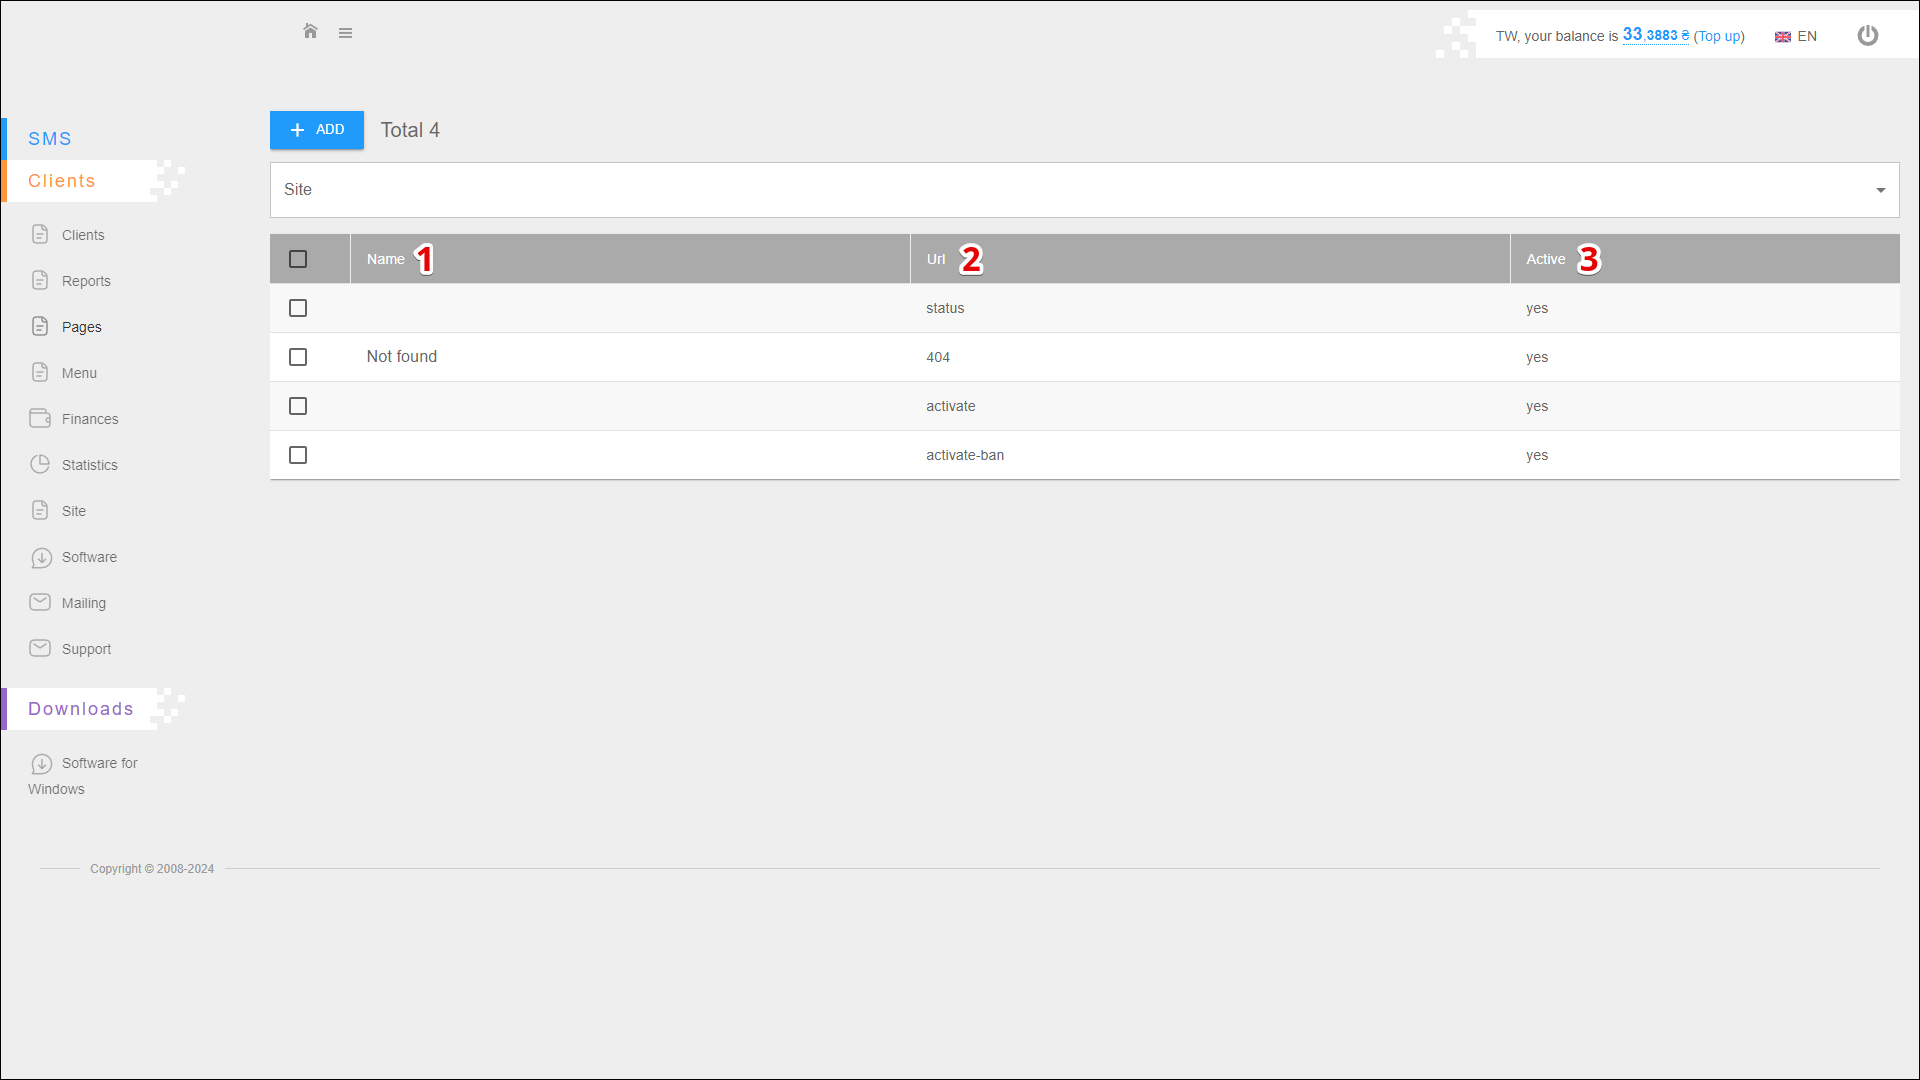 TW, your balance is 33,3883 ₴ (Top up)
EN
SMS
Clients
Clients
Reports
Pages
Menu
Finances
Statistics
Site
Software
Mailing
Support
Downloads
Software for
Windows
ADD
Total 4
Site
Name 1 Url 2 Active 3
status yes
Not found 404 yes
activate yes
activate-ban yes
Copyright © 2008-2024